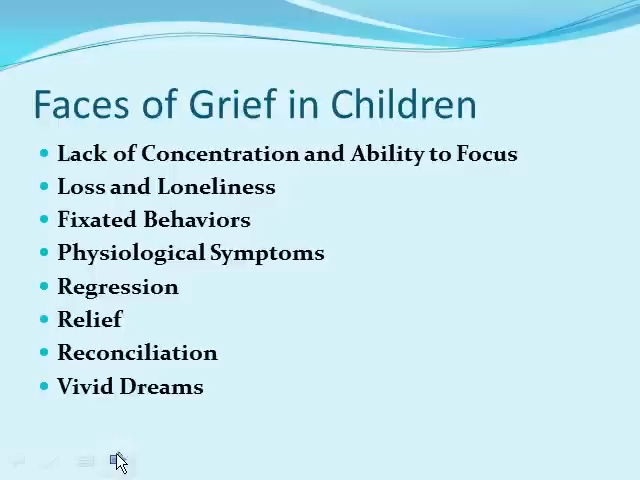 Faces of Grief in Children
Lack of Concentration and Ability to Focus
Loss and Loneliness
Fixated Behaviors
Physiological Symptoms
Regression
Relief
Reconciliation
Vivid Dreams